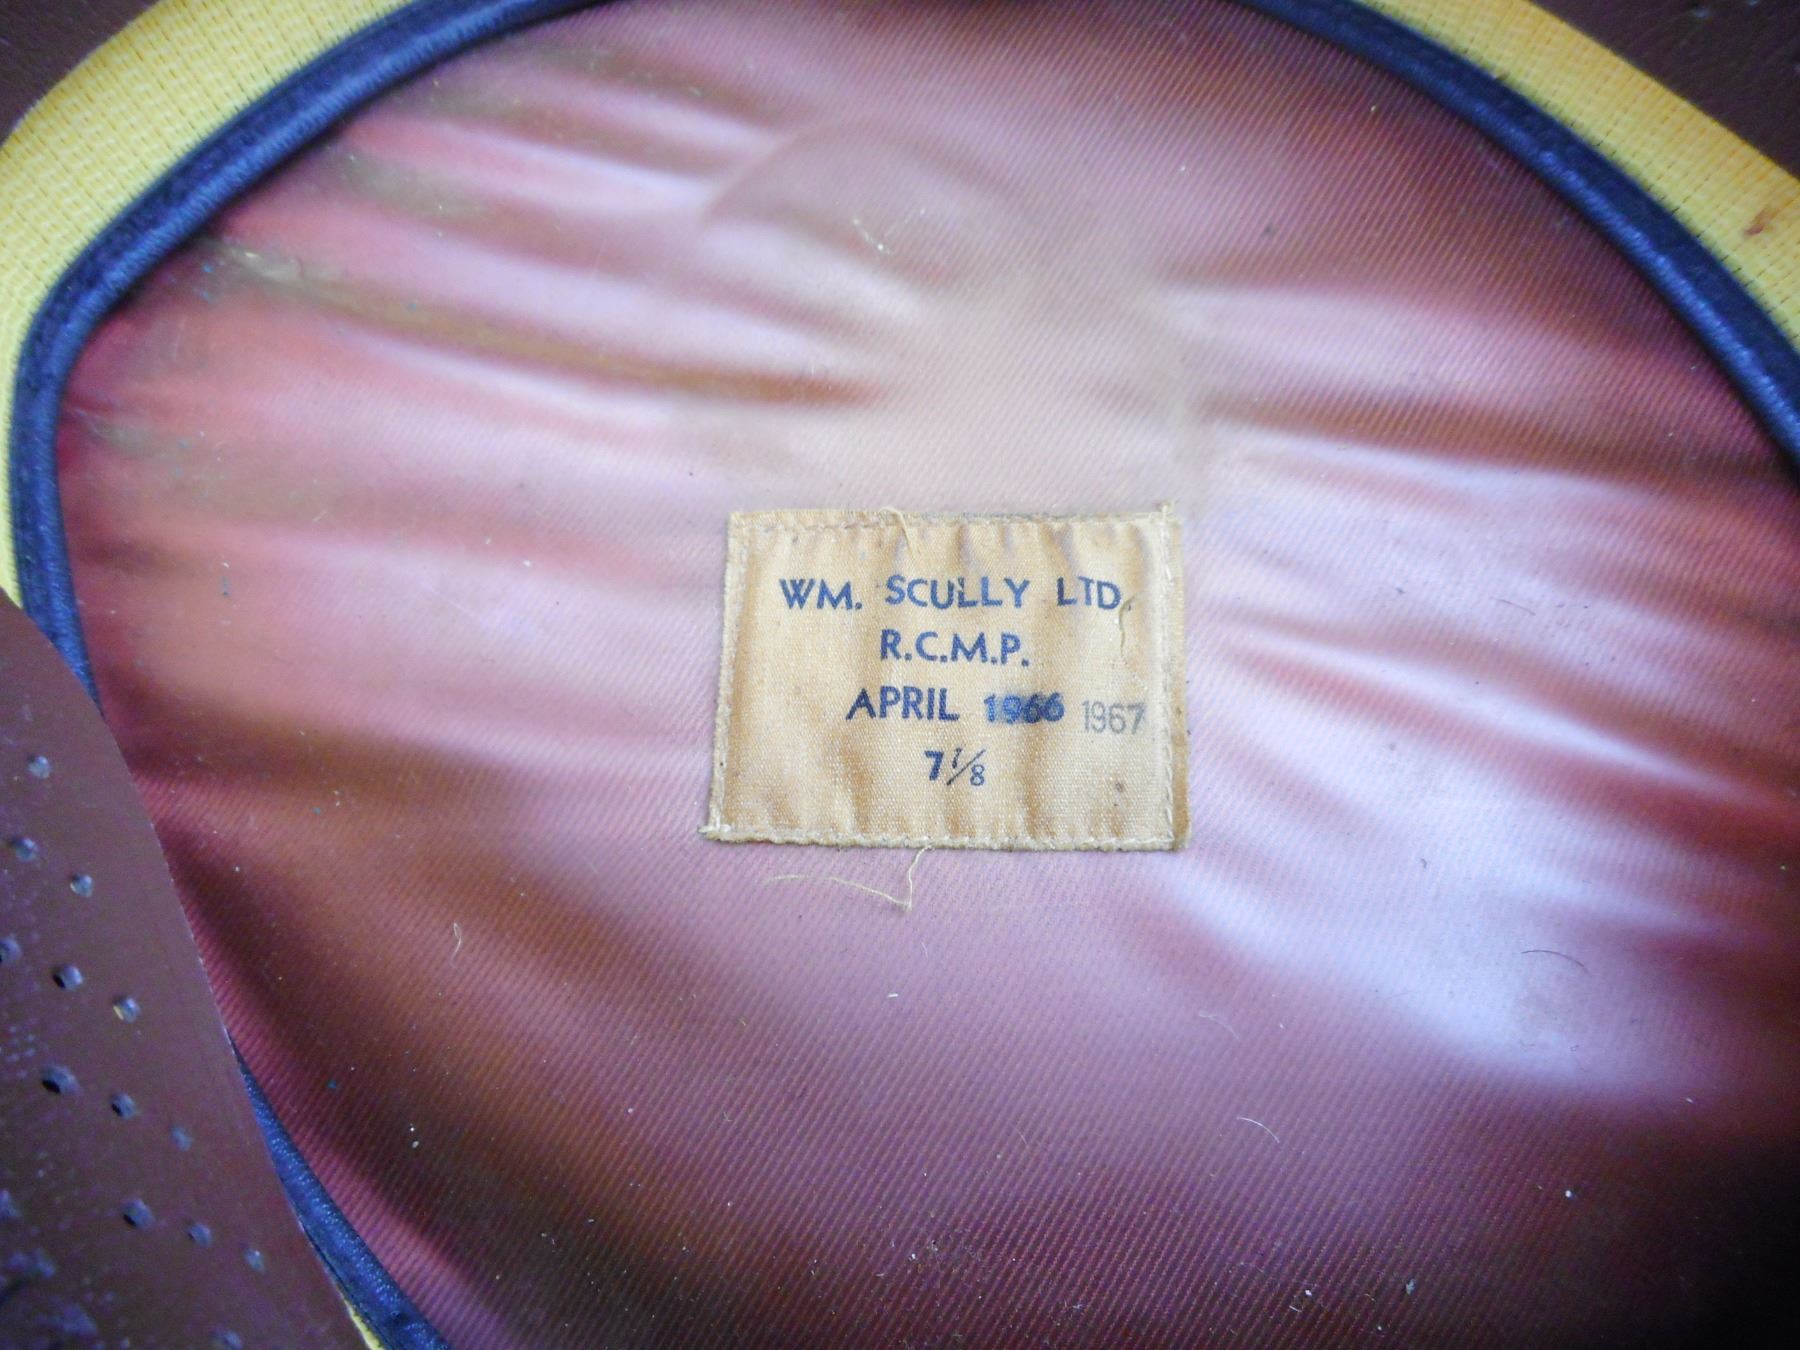 WM. SCULLY LTD.
R.C.M.P.
APRIL 1966 1967
7 1/8